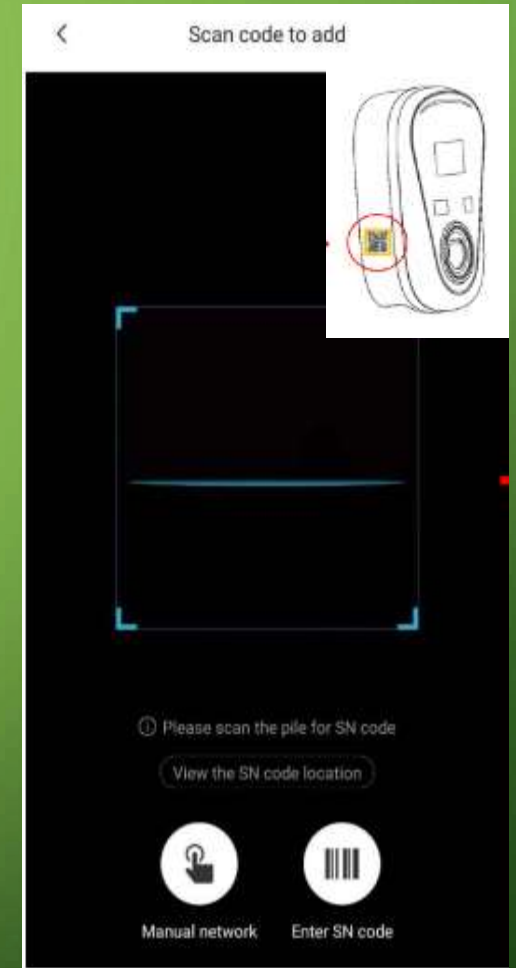 Scan code to add
Please scan the pile for SN code
View the SN code location
Manual network
Enter SN code